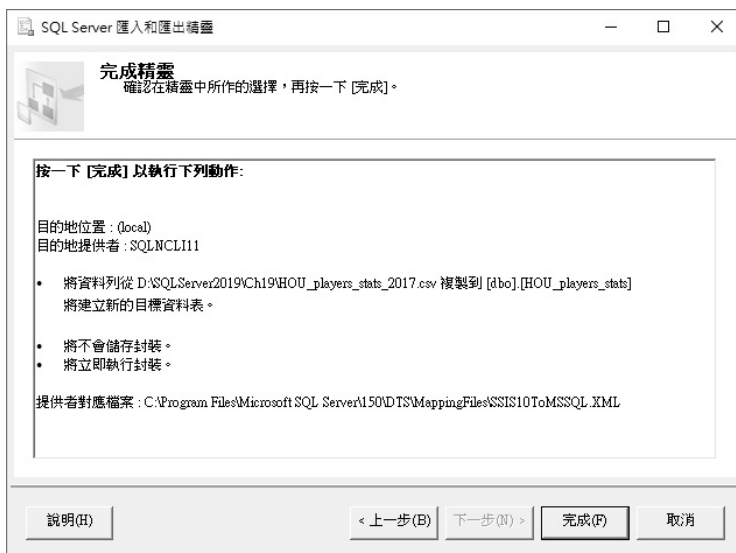 SQL Server 匯入和匯出精靈
完成精靈
確認在精靈中所作的選擇，再按一下 [完成]。
按一下 [完成] 以執行下列動作:
目的地位置 : (local)
目的地提供者 : SQLNCLI11
• 將資料列從 D:\SQLServer2019\Ch19\HOU_players_stats_2017.csv 複製到 [dbo].[HOU_players_stats]
將建立新的目標資料表。
• 將不會儲存封裝。
• 將立即執行封裝。
提供者對應檔案 : C:\Program Files\Microsoft SQL Server\150\DTS\MappingFiles\SSIS10ToMSSQL.XML
說明(H) < 上一步(B) 下一步(N) > 完成(F) 取消